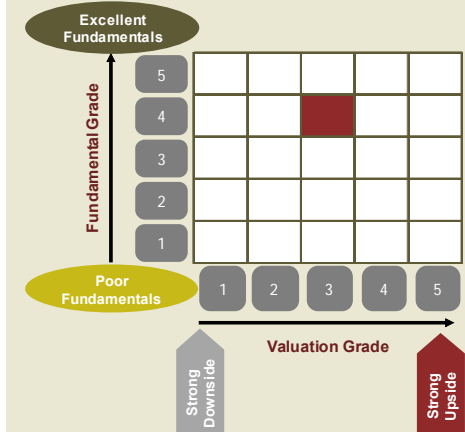 Excellent
Fundamentals
Fundamental Grade
5
4
3
2
1
Poor
Fundamentals
1 2 3 4 5
Valuation Grade
Strong
Downside
Strong
Upside